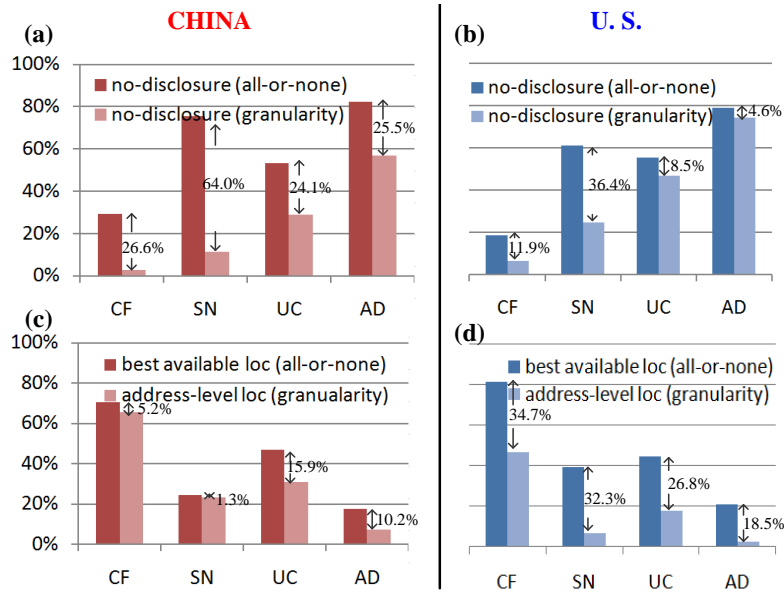 CHINA
U. S.
(a)
100%
80%
60%
40%
20%
0%
no-disclosure (all-or-none)
no-disclosure (granularity)
26.6%
64.0%
24.1%
25.5%
CF SN UC AD
(b)
no-disclosure (all-or-none)
no-disclosure (granularity)
11.9%
36.4%
8.5%
4.6%
CF SN UC AD
(c)
100%
80%
60%
40%
20%
0%
best available loc (all-or-none)
address-level loc (granualarity)
5.2%
1.3%
15.9%
10.2%
CF SN UC AD
(d)
best available loc (all-or-none)
address-level loc (granularity)
34.7%
32.3%
26.8%
18.5%
CF SN UC AD